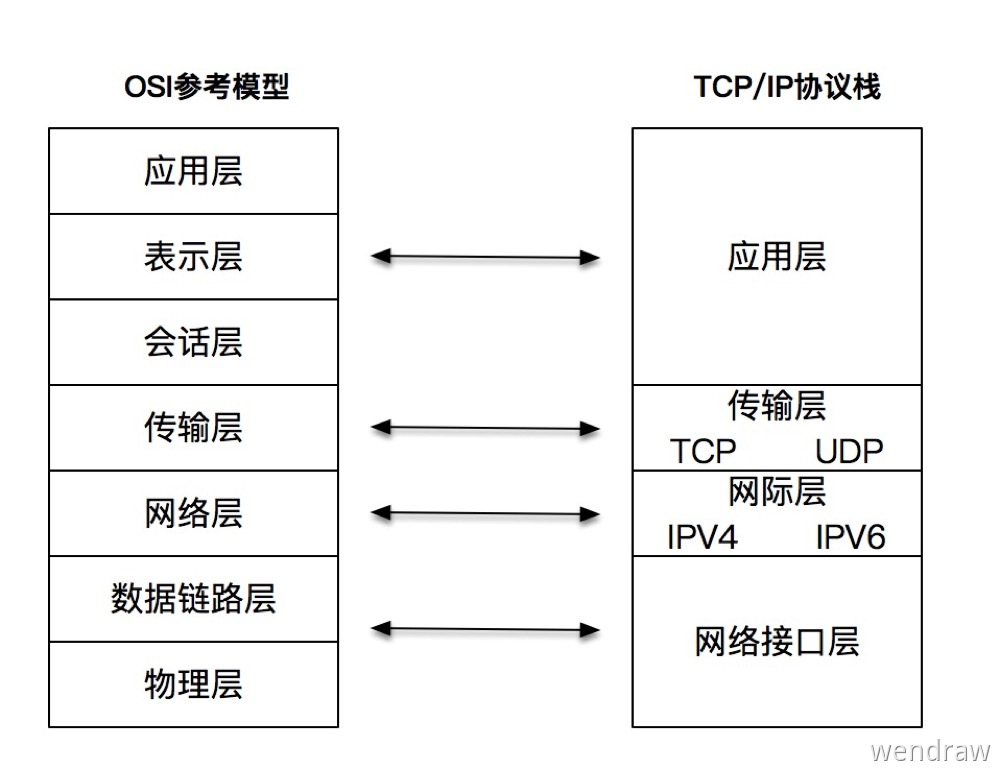 OSI参考模型
应用层
表示层
会话层
传输层
网络层
数据链路层
物理层
TCP/IP协议栈
应用层
传输层
TCP UDP
网际层
IPV4 IPV6
网络接口层
wendraw